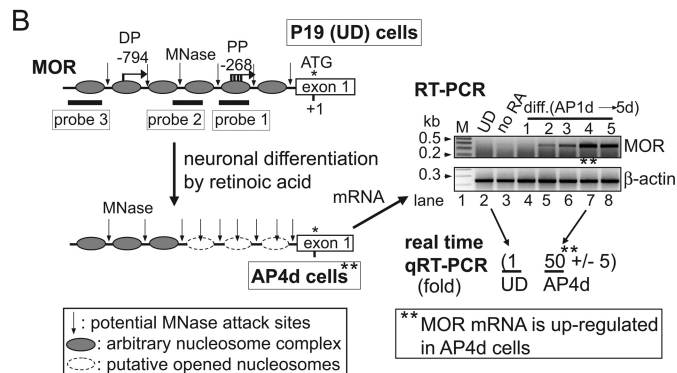 B
P19 (UD) cells
DP
-794
MNase
PP
-268
ATG
*
MOR
exon 1
+1
probe 3
probe 2
probe 1
neuronal differentiation
by retinoic acid
mRNA
MNase
*
exon 1
AP4d cells**
↓: potential MNase attack sites
: arbitrary nucleosome complex
: putative opened nucleosomes
RT-PCR
kb M UD no RA diff.(AP1d →5d)
1 2 3 4 5
0.5
0.2
MOR
**
0.3
β-actin
lane 1 2 3 4 5 6 7 8
real time
qRT-PCR
(fold)
(1 50** +/- 5)
UD AP4d
**MOR mRNA is up-regulated
in AP4d cells